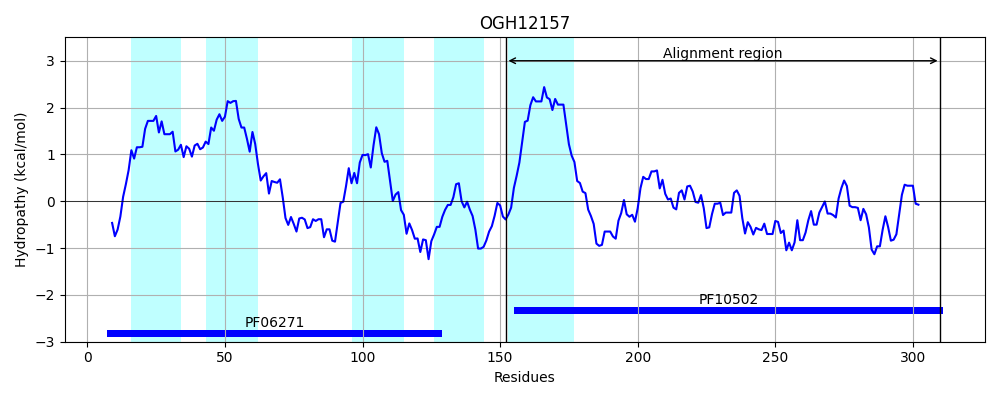 OGH12157
Hydropathy (kcal/mol)
3
2
1
0
−1
−2
−3
Alignment region
PF10502
PF06271
0 50 100 150 200 250 300
Residues